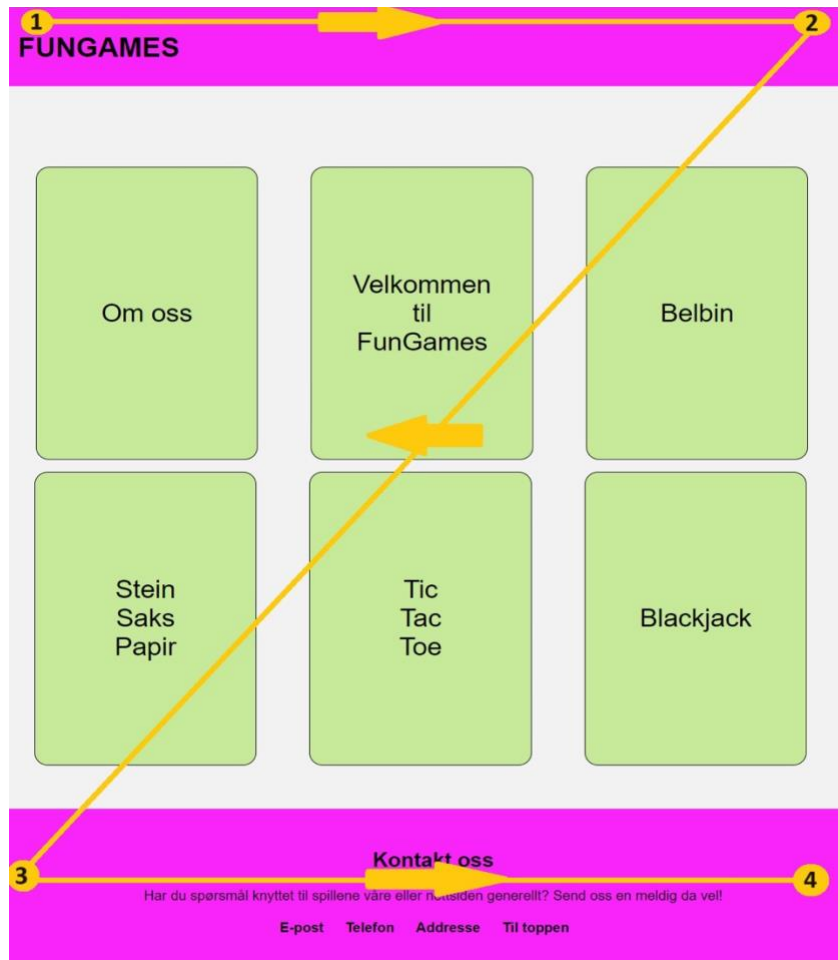 1
2
FUNGAMES
Om oss
Velkommen
til
FunGames
Belbin
Stein
Saks
Papir
Tic
Tac
Toe
Blackjack
Kontakt oss
3
4
Har du spørsmål knyttet til spillene våre eller nettsiden generellt? Send oss en meldig da vel!
E-post Telefon Addresse Til toppen